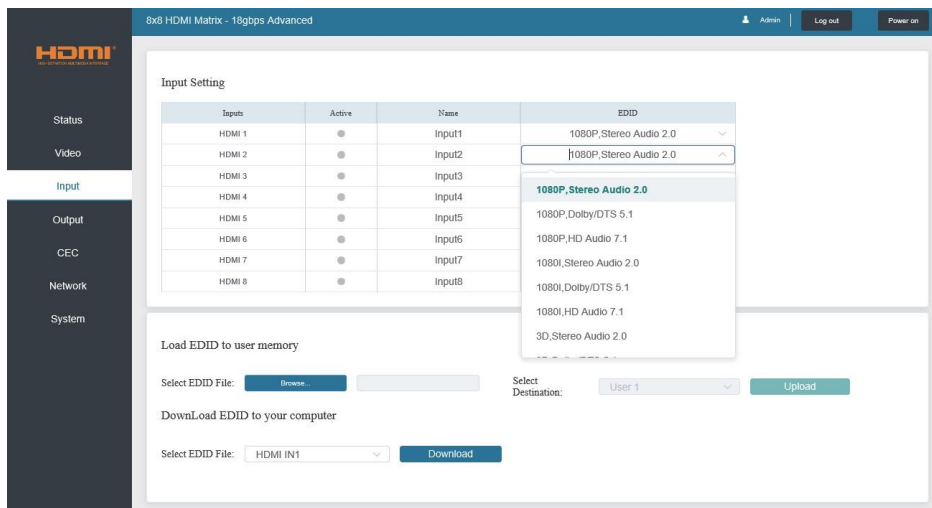 8x8 HDMI Matrix - 18gbps Advanced
Admin
Log out
Power on
HDMI
HIGH-DEFINITION MULTIMEDIA INTERFACE
Status
Video
Input
Output
CEC
Network
System
Input Setting
Inputs Active Name EDID
HDMI 1 Input1 1080P,Stereo Audio 2.0
HDMI 2 Input2 1080P,Stereo Audio 2.0
HDMI 3 Input3
HDMI 4 Input4
HDMI 5 Input5
HDMI 6 Input6
HDMI 7 Input7
HDMI 8 Input8
1080P,Stereo Audio 2.0
1080P,Dolby/DTS 5.1
1080P,HD Audio 7.1
1080I,Stereo Audio 2.0
1080I,Dolby/DTS 5.1
1080I,HD Audio 7.1
3D,Stereo Audio 2.0
Load EDID to user memory
Select EDID File: Browse...
Select
Destination:
User 1
Upload
DownLoad EDID to your computer
Select EDID File: HDMI IN1 Download